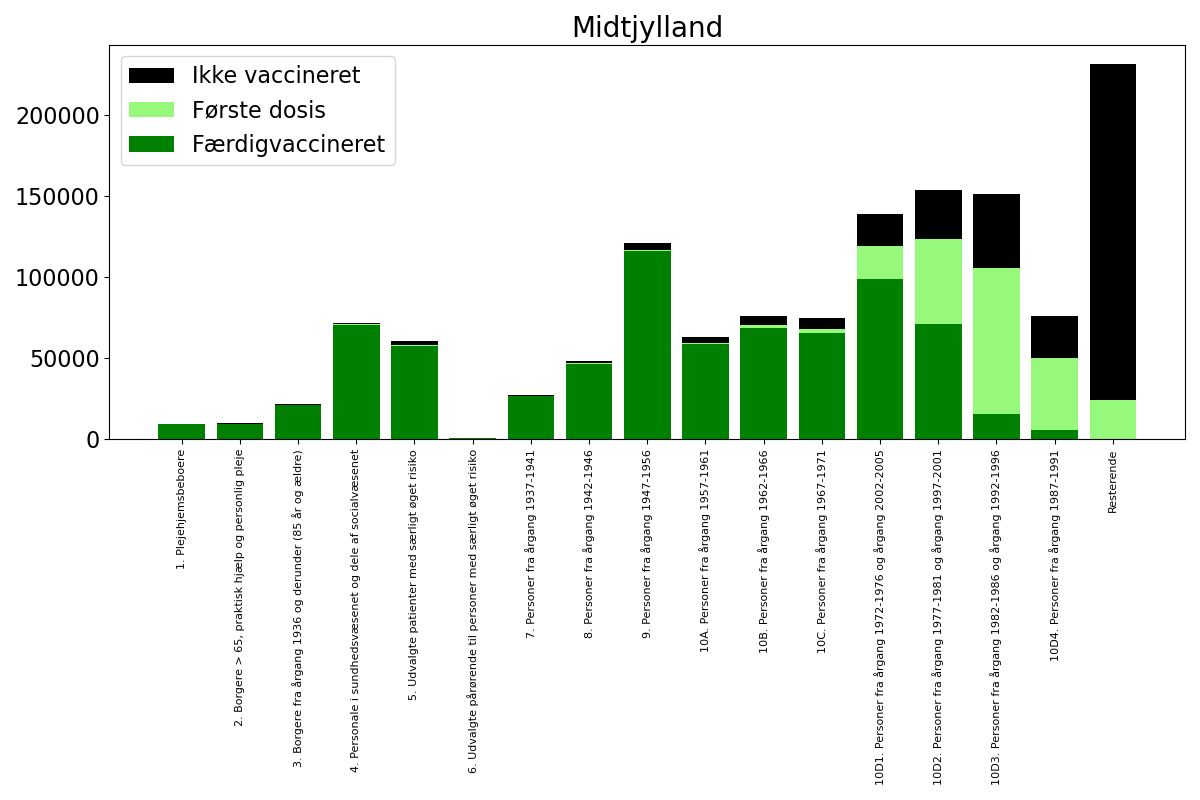 Midtjylland
Ikke vaccineret
Første dosis
Færdigvaccineret
200000
150000
100000
50000
0
1. Plejehjemsbeboere
2. Borgere > 65, praktisk hjælp og personlig pleje
3. Borgere fra årgang 1936 og derunder (85 år og ældre)
4. Personale i sundhedsvæsenet og dele af socialvæsenet
5. Udvalgte patienter med særligt øget risiko
6. Udvalgte pårørende til personer med særligt øget risiko
7. Personer fra årgang 1937-1941
8. Personer fra årgang 1942-1946
9. Personer fra årgang 1947-1956
10A. Personer fra årgang 1957-1961
10B. Personer fra årgang 1962-1966
10C. Personer fra årgang 1967-1971
10D1. Personer fra årgang 1972-1976 og årgang 2002-2005
10D2. Personer fra årgang 1977-1981 og årgang 1997-2001
10D3. Personer fra årgang 1982-1986 og årgang 1992-1996
10D4. Personer fra årgang 1987-1991
Resterende